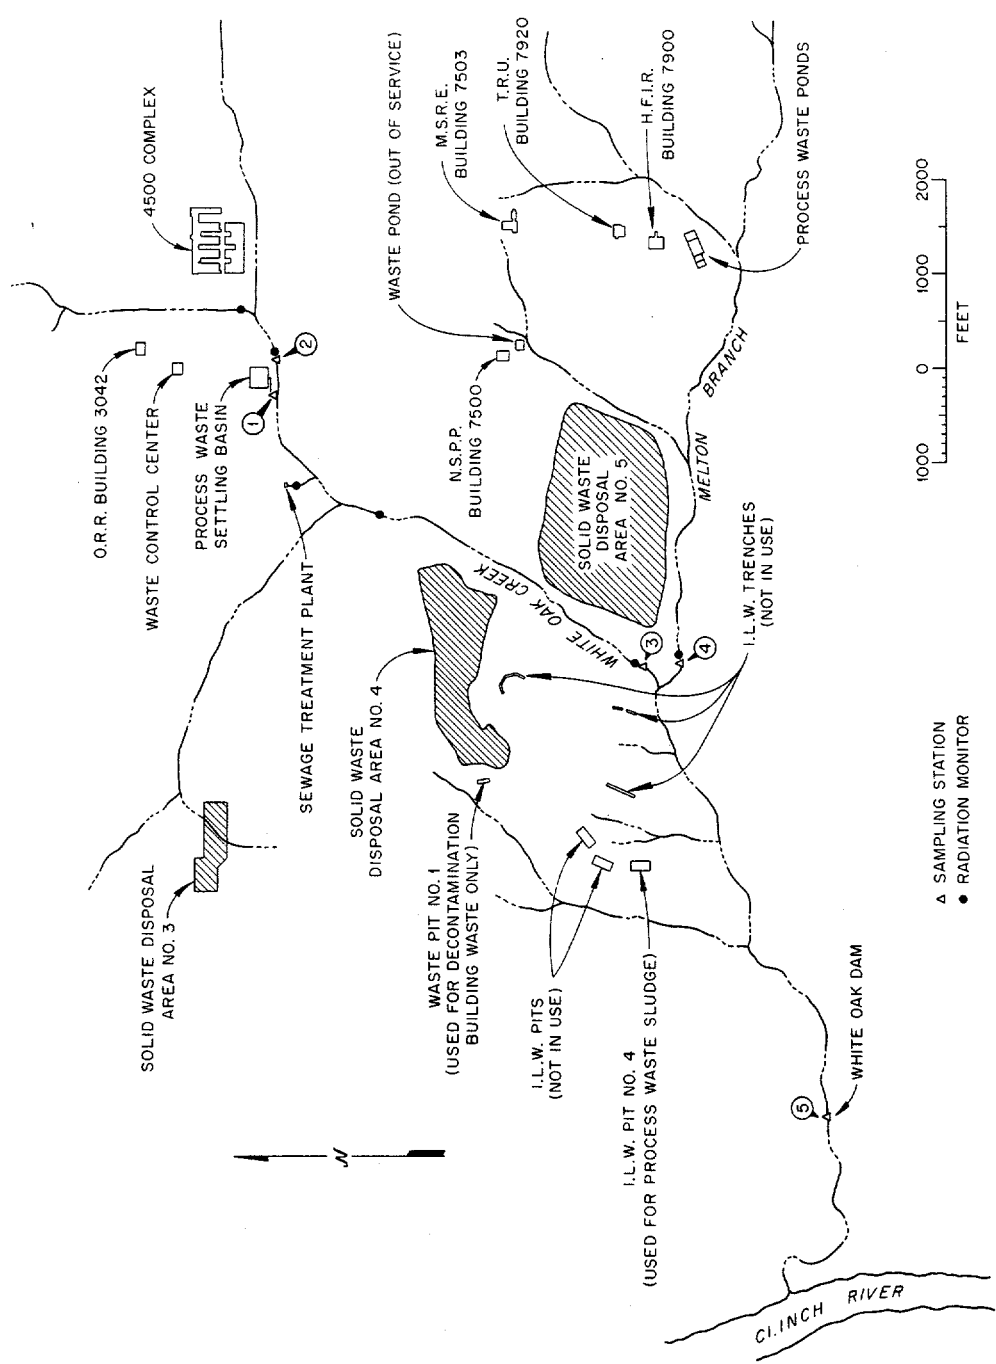 4500 COMPLEX
O.R.R. BUILDING 3042
WASTE CONTROL CENTER
PROCESS WASTE
SETTLING BASIN
1
2
SEWAGE TREATMENT PLANT
SOLID WASTE DISPOSAL
AREA NO. 3
SOLID WASTE
DISPOSAL AREA NO. 4
WASTE PIT NO. 1
(USED FOR DECONTAMINATION
BUILDING WASTE ONLY)
I.L.W. PITS
(NOT IN USE)
I.L.W. PIT NO. 4
(USED FOR PROCESS WASTE SLUDGE)
WHITE OAK CREEK
WASTE POND (OUT OF SERVICE)
M.S.R.E.
BUILDING 7503
T.R.U.
BUILDING 7920
H.F.I.R.
BUILDING 7900
PROCESS WASTE PONDS
N.S.P.P.
BUILDING 7500
SOLID WASTE
DISPOSAL
AREA NO. 5
MELTON BRANCH
3
4
I.L.W. TRENCHES
(NOT IN USE)
5
WHITE OAK DAM
CLINCH RIVER
N
1000 0 1000 2000
FEET
SAMPLING STATION
RADIATION MONITOR